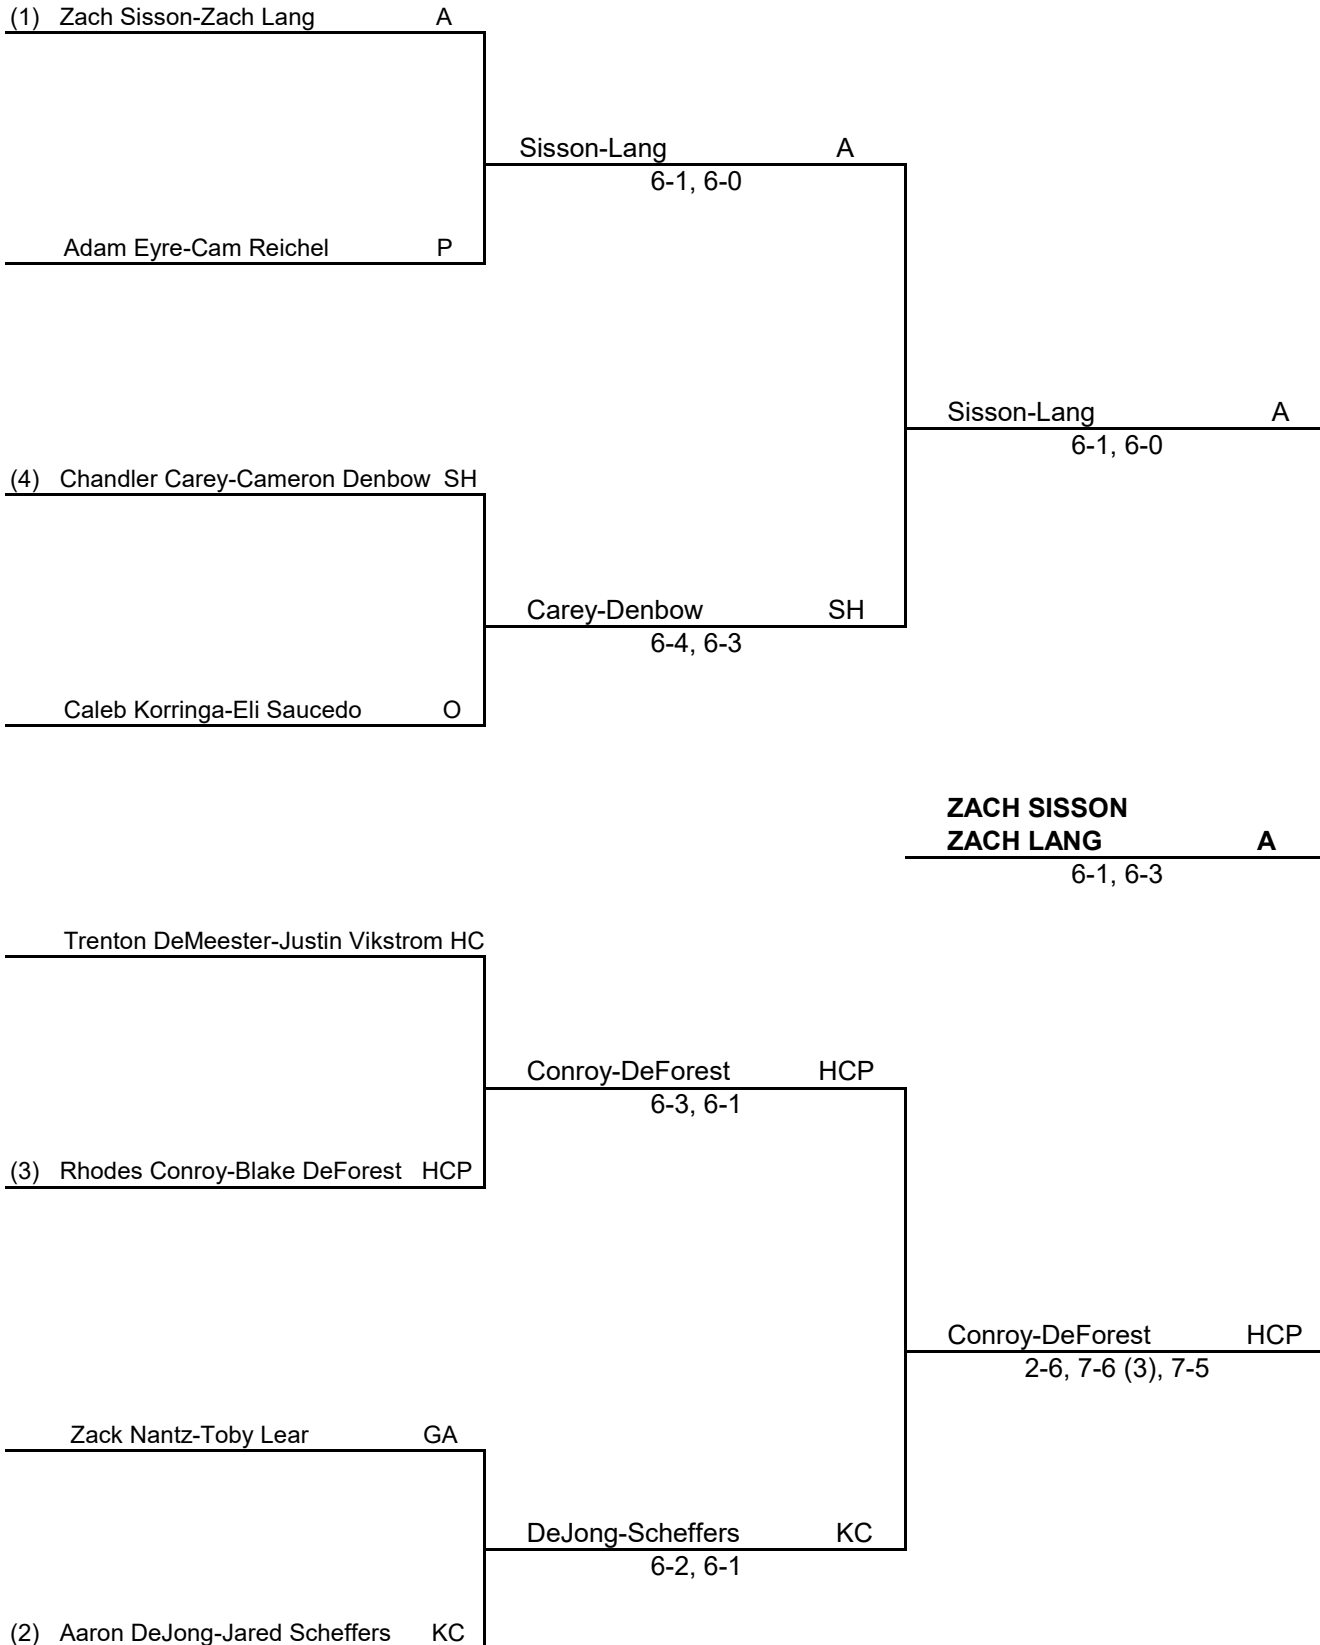 (1) Zach Sisson-Zach Lang A
Sisson-Lang A
6-1, 6-0
Adam Eyre-Cam Reichel P
Sisson-Lang A
6-1, 6-0
(4) Chandler Carey-Cameron Denbow SH
Carey-Denbow SH
6-4, 6-3
Caleb Korringa-Eli Saucedo O
ZACH SISSON
ZACH LANG A
6-1, 6-3
Trenton DeMeester-Justin Vikstrom HC
Conroy-DeForest HCP
6-3, 6-1
(3) Rhodes Conroy-Blake DeForest HCP
Conroy-DeForest HCP
2-6, 7-6 (3), 7-5
Zack Nantz-Toby Lear GA
DeJong-Scheffers KC
6-2, 6-1
(2) Aaron DeJong-Jared Scheffers KC